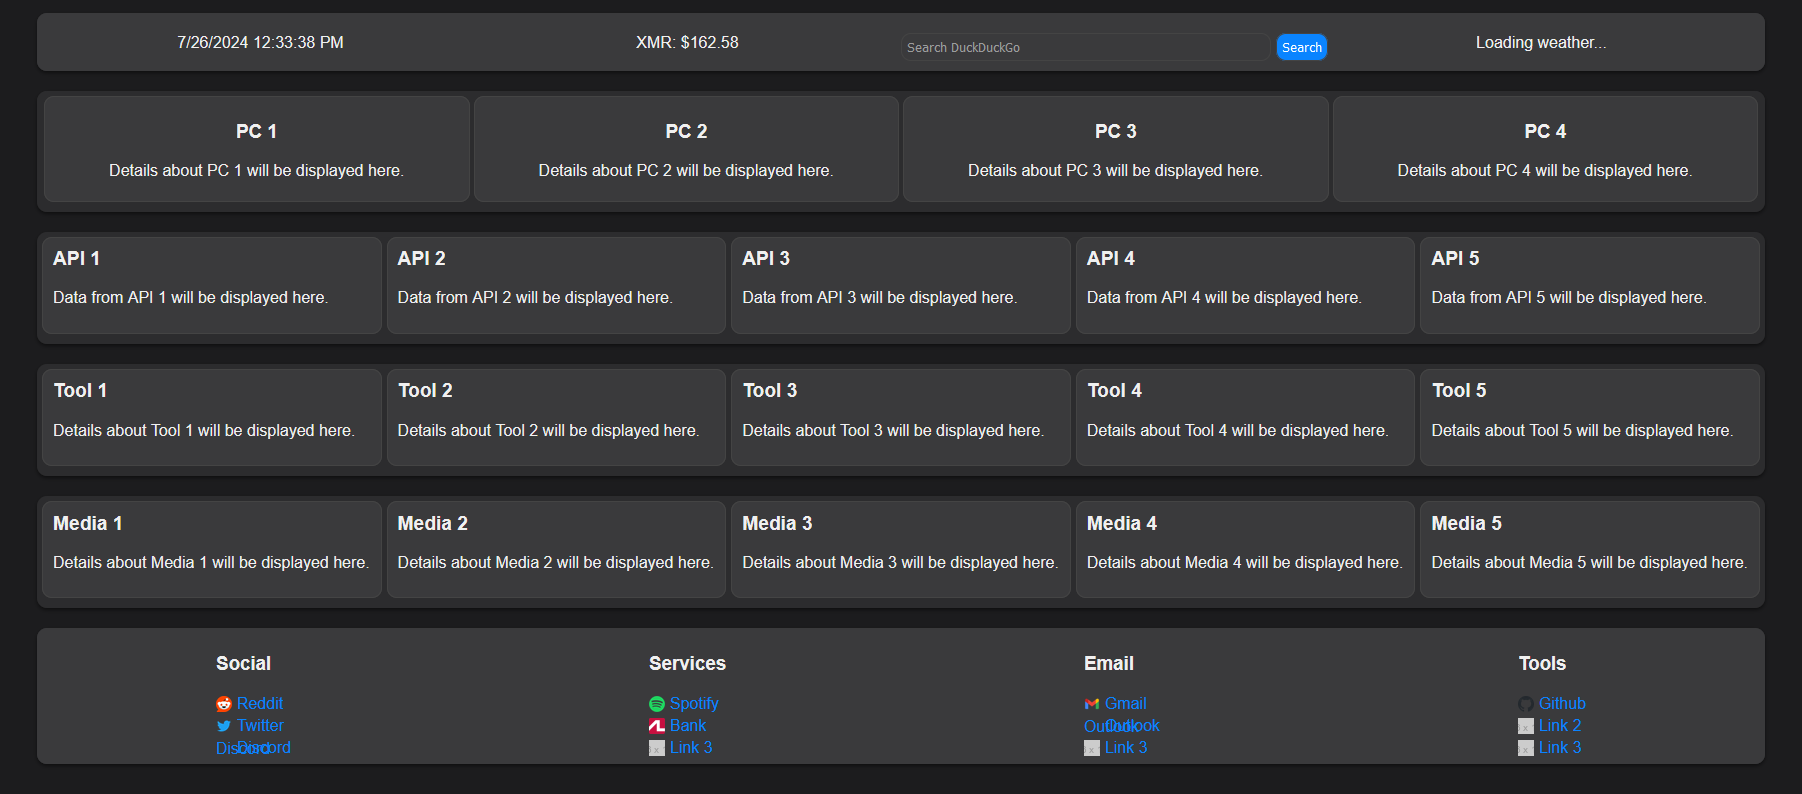 7/26/2024 12:33:38 PM
XMR: $162.58
Search DuckDuckGo
Search
Loading weather...
PC 1
PC 2
PC 3
PC 4
Details about PC 1 will be displayed here.
Details about PC 2 will be displayed here.
Details about PC 3 will be displayed here.
Details about PC 4 will be displayed here.
API 1
API 2
API 3
API 4
API 5
Data from API 1 will be displayed here.
Data from API 2 will be displayed here.
Data from API 3 will be displayed here.
Data from API 4 will be displayed here.
Data from API 5 will be displayed here.
Tool 1
Tool 2
Tool 3
Tool 4
Tool 5
Details about Tool 1 will be displayed here.
Details about Tool 2 will be displayed here.
Details about Tool 3 will be displayed here.
Details about Tool 4 will be displayed here.
Details about Tool 5 will be displayed here.
Media 1
Media 2
Media 3
Media 4
Media 5
Details about Media 1 will be displayed here.
Details about Media 2 will be displayed here.
Details about Media 3 will be displayed here.
Details about Media 4 will be displayed here.
Details about Media 5 will be displayed here.
Social
Reddit
Twitter
Discord
Discord
Services
Spotify
Bank
Link 3
Email
Gmail
Outlook
Outlook
Link 3
Tools
Github
Link 2
Link 3